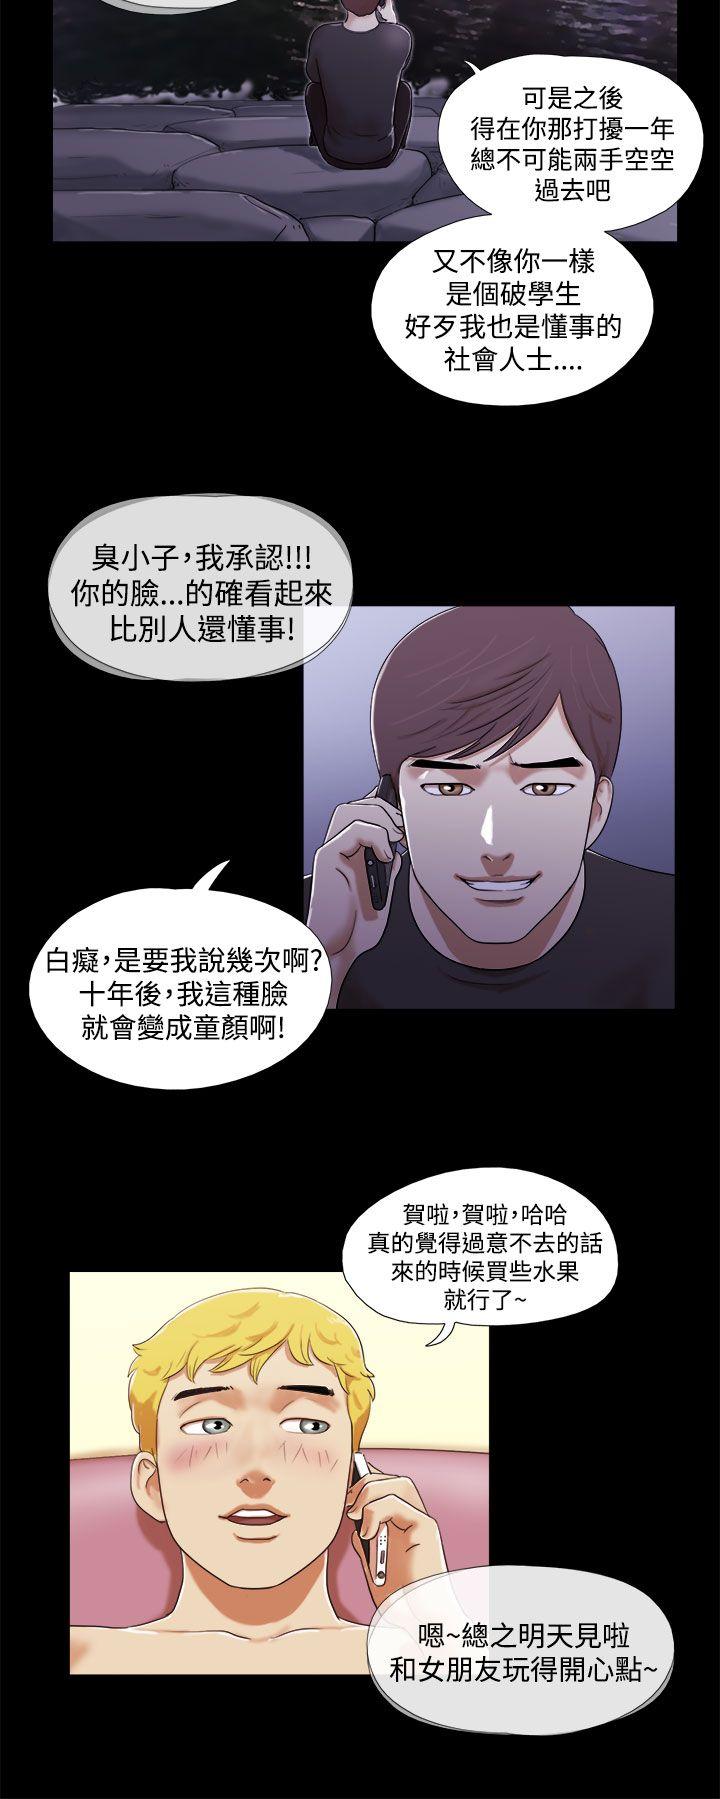 可是之後
得在你那打擾一年
總不可能兩手空空
過去吧
又不像你一樣
是個破學生
好歹我也是懂事的
社會人士....
臭小子,我承認!!!
你的臉...的確看起來
比別人還懂事!
白癡,是要我說幾次啊?
十年後,我這種臉
就會變成童顏啊!
賀啦,賀啦,哈哈
真的覺得過意不去的話
來的時候買些水果
就行了~
嗯~總之明天見啦
和女朋友玩得開心點~